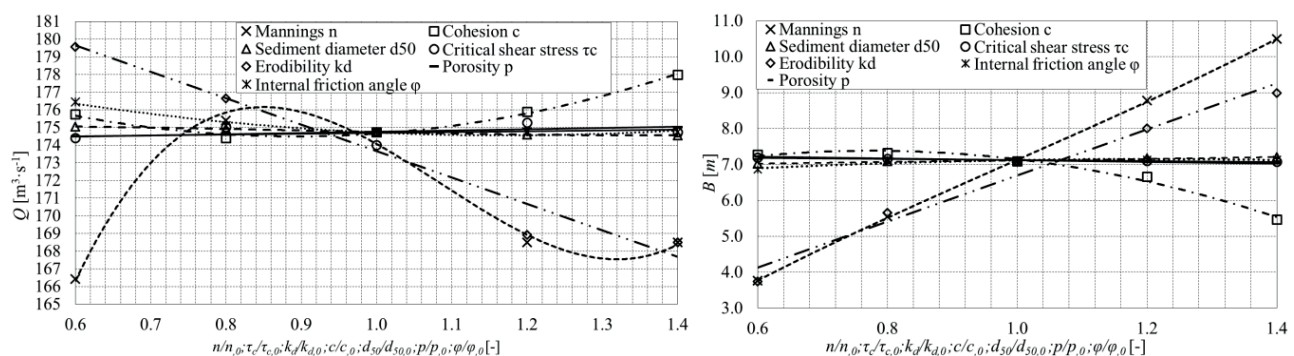 181
180
179
178
177
176
175
174
173
172
171
170
169
168
167
166
165
Q [m³·s⁻¹]
Mannings n
Cohesion c
Sediment diameter d50
Critical shear stress τc
Erodibility kd
Porosity p
Internal friction angle φ
0.6 0.7 0.8 0.9 1.0 1.1 1.2 1.3 1.4
n/n,0;τc/τc,0;kd/kd,0;c/c,0;d50/d50,0;p/p,0;φ/φ,0 [-]
11.0
10.0
9.0
8.0
7.0
6.0
5.0
4.0
3.0
B [m]
Mannings n
Cohesion c
Sediment diameter d50
Critical shear stress τc
Erodibility kd
Internal friction angle φ
Porosity p
0.6 0.8 1.0 1.2 1.4
n/n,0;τc/τc,0;kd/kd,0;c/c,0;d50/d50,0;p/p,0;φ/φ,0 [-]